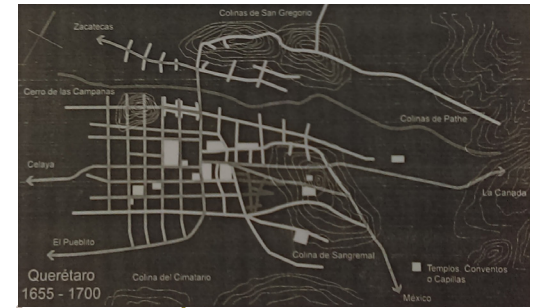 Colinas de San Gregorio
Zacatecas
Cerro de las Campanas
Colinas de Pathe
Celaya
La Canada
El Pueblito
Colina de Sangremal
Querétaro
1655 - 1700
Colina del Cimatario
Templos, Conventos
o Capillas
México